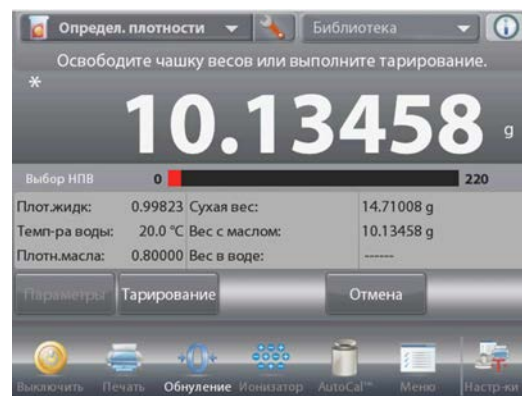 Определ. плотности Библиотека
Освободите чашку весов или выполните тарирование.
*
10.13458 g
Выбор НПВ 0 220
Плот.жидк: 0.99823 Сухая вес: 14.71008 g
Темп-ра воды: 20.0 °C Вес с маслом: 10.13458 g
Плотн.масла: 0.80000 Вес в воде: ------
Параметры Тарирование Отмена
Выключить Печать Обнуление Ионизатор AutoCal™ Меню Настр-ки